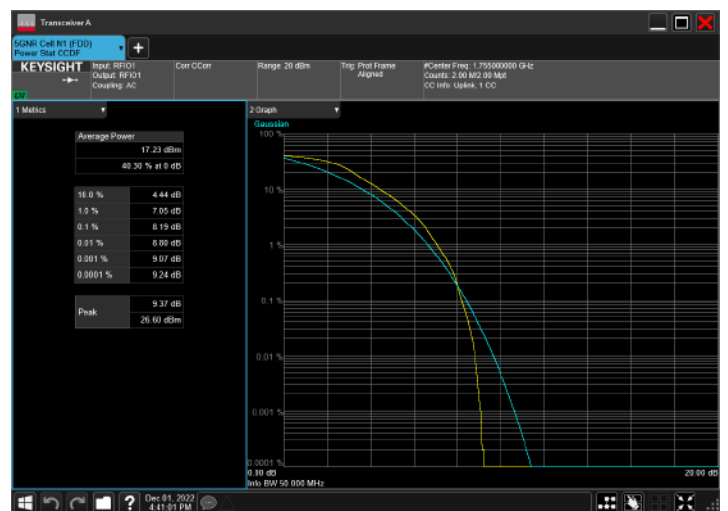 Transceiver A
5GNR Cell N1 (FDD)
Power Stat CCDF
KEYSIGHT
Input: RFIO1
Output: RFIO1
Coupling: AC
Corr CCorr
Range: 20 dBm
Trig: Prot Frame
Aligned
#Center Freq: 1.755000000 GHz
Counts: 2.00 M/2.00 Mpt
CC Info: Uplink, 1 CC
1 Metrics
Average Power
17.23 dBm
40.30 % at 0 dB
10.0 % 4.44 dB
1.0 % 7.05 dB
0.1 % 8.19 dB
0.01 % 8.80 dB
0.001 % 9.07 dB
0.0001 % 9.24 dB
Peak
9.37 dB
26.60 dBm
2 Graph
Gaussian
100 %
10 %
1 %
0.1 %
0.01 %
0.001 %
0.0001 %
0.00 dB
20.00 dB
Info BW 50.000 MHz
Dec 01, 2022
4:41:01 PM